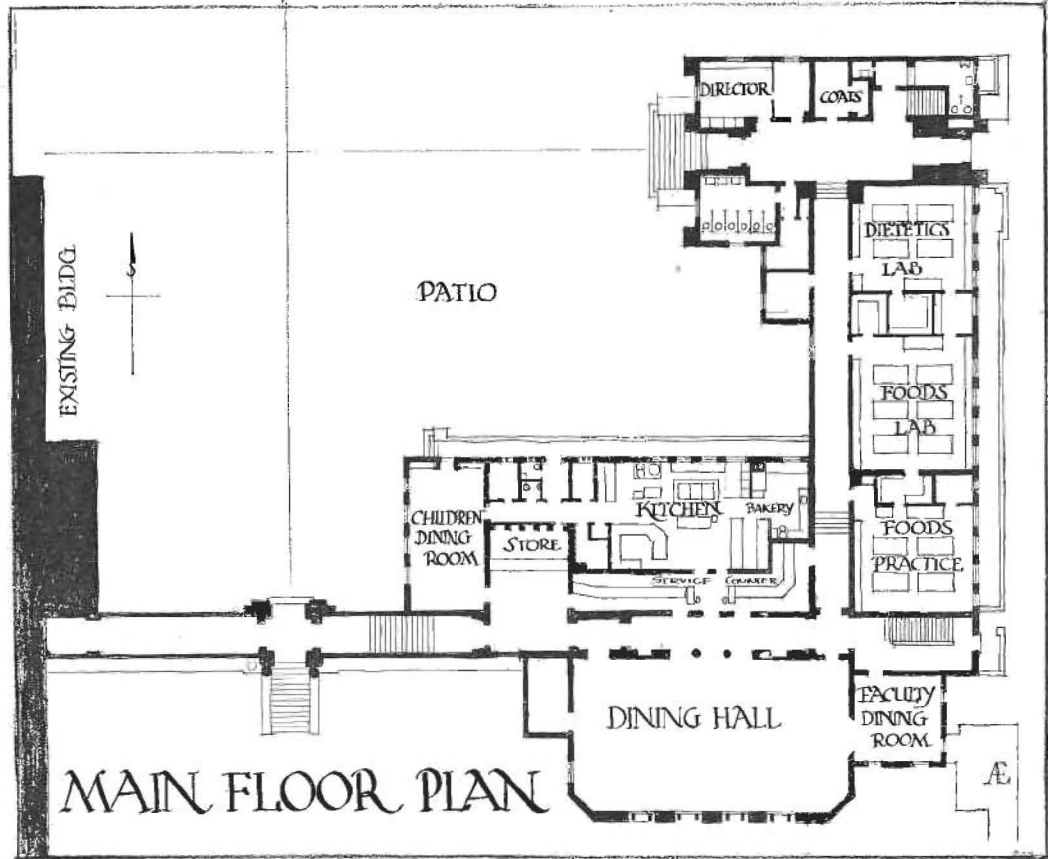 DIRECTOR
COATS
DIETETICS
LAB
EXISTING BLDG.
S
PATIO
FOODS
LAB
CHILDREN
DINING
ROOM
STORE
KITCHEN
BAKERY
FOODS
PRACTICE
SERVICE COUNTER
DINING HALL
FACULTY
DINING
ROOM
MAIN FLOOR PLAN
Æ